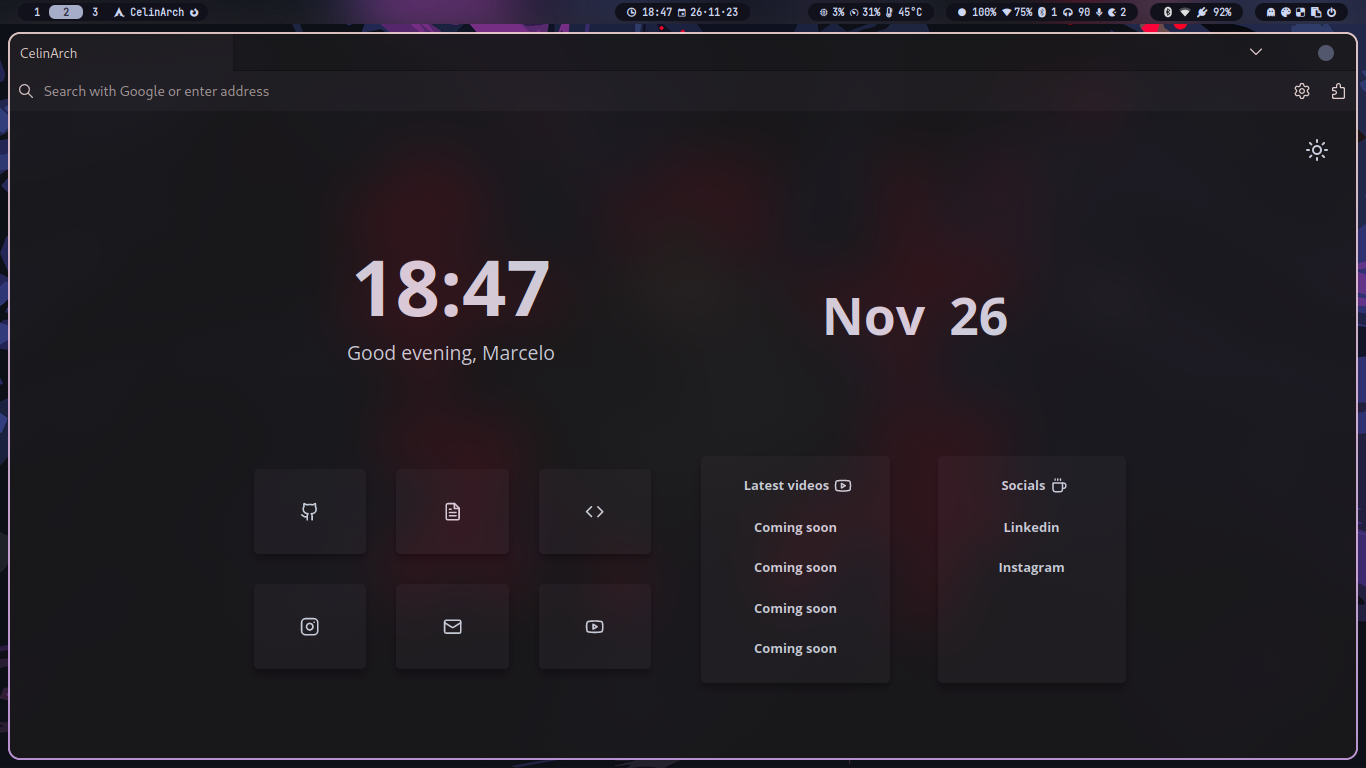 1 2 3 CelinArch 18:47 26·11·23 3% 31% 45°C 100% 75% 1 90 2 92%
CelinArch
Search with Google or enter address
18:47
Good evening, Marcelo
Nov 26
Latest videos
Coming soon
Coming soon
Coming soon
Coming soon
Socials
Linkedin
Instagram